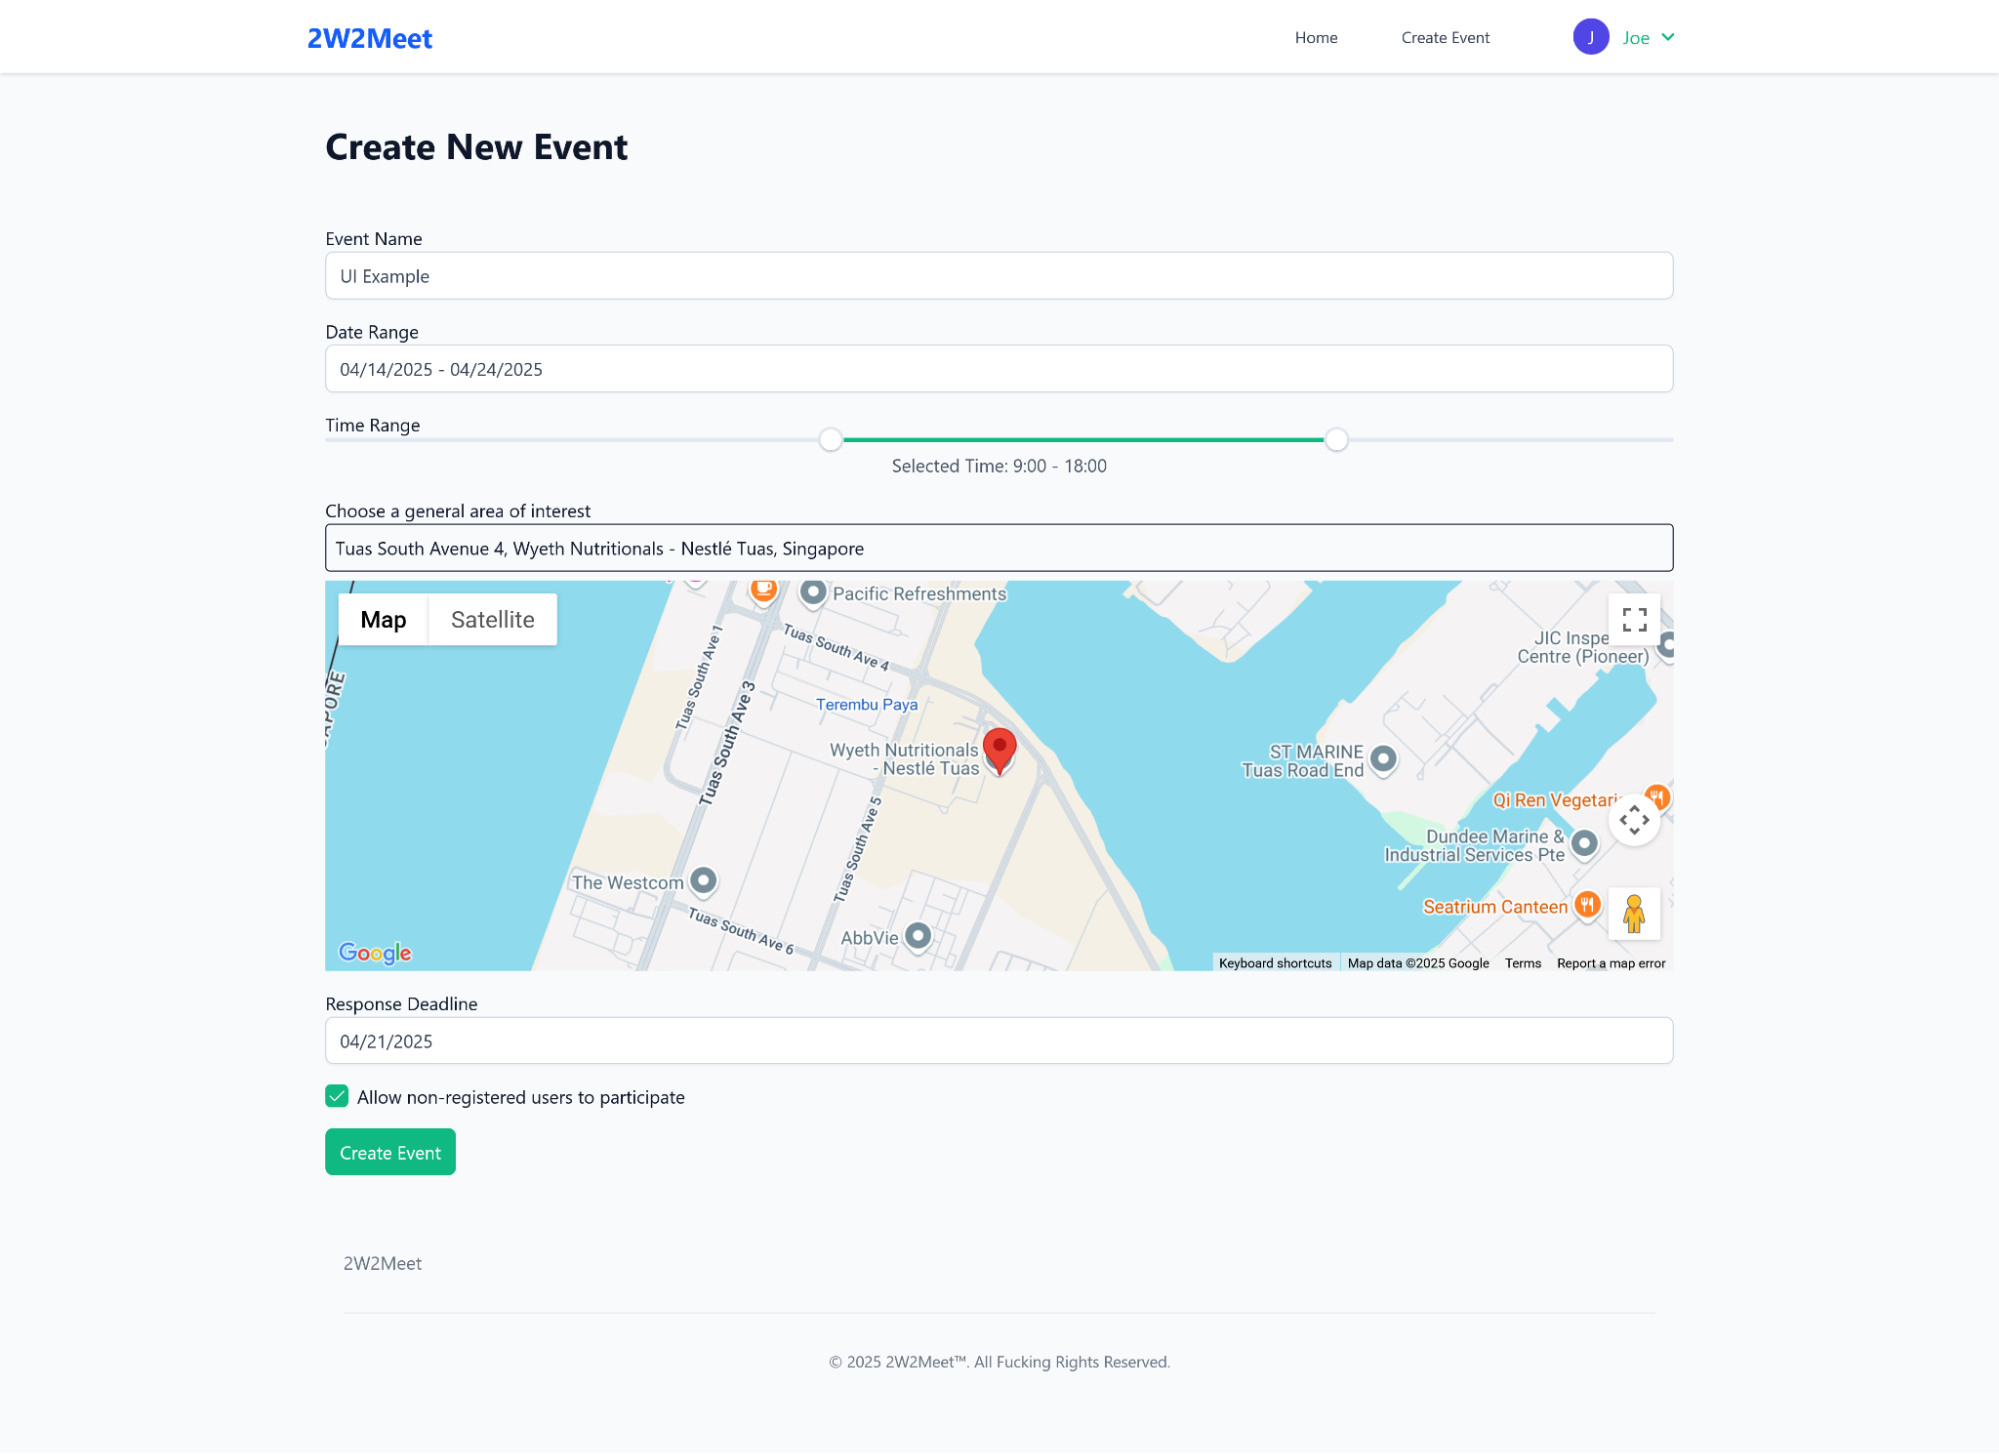 2W2Meet
Home
Create Event
J
Joe
Create New Event
Event Name
UI Example
Date Range
04/14/2025 - 04/24/2025
Time Range
Selected Time: 9:00 - 18:00
Choose a general area of interest
Tuas South Avenue 4, Wyeth Nutritionals - Nestlé Tuas, Singapore
Map
Satellite
Pacific Refreshments
Tuas South Ave 1
Tuas South Ave 4
Tuas South Ave 3
Terembu Paya
JIC Inspe
Centre (Pioneer)
Wyeth Nutritionals
- Nestlé Tuas
ST MARINE
Tuas Road End
Tuas South Ave 5
Qi Ren Vegetari
Dundee Marine &
Industrial Services Pte
The Westcom
Tuas South Ave 6
AbbVie
Seatrium Canteen
Google
Keyboard shortcuts
Map data ©2025 Google
Terms
Report a map error
Response Deadline
04/21/2025
Allow non-registered users to participate
Create Event
2W2Meet
© 2025 2W2Meet™. All Fucking Rights Reserved.